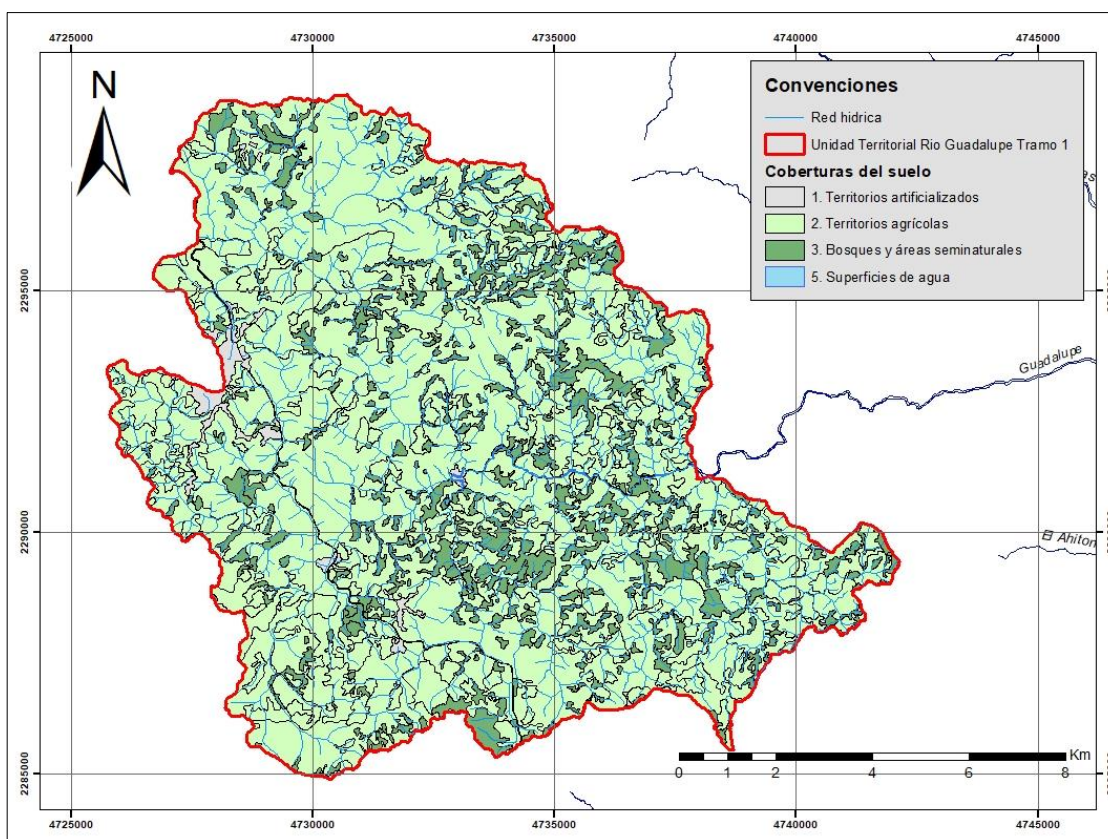 4725000
4730000
4735000
4740000
4745000
N
Convenciones
Red hidrica
Unidad Territorial Rio Guadalupe Tramo 1
Coberturas del suelo
1. Territorios artificializados
2. Territorios agrícolas
3. Bosques y áreas seminaturales
5. Superficies de agua
as
2295000
Guadalupe
2290000
El Ahiton
2285000
Km
0 1 2 4 6 8
4725000
4730000
4735000
4740000
4745000